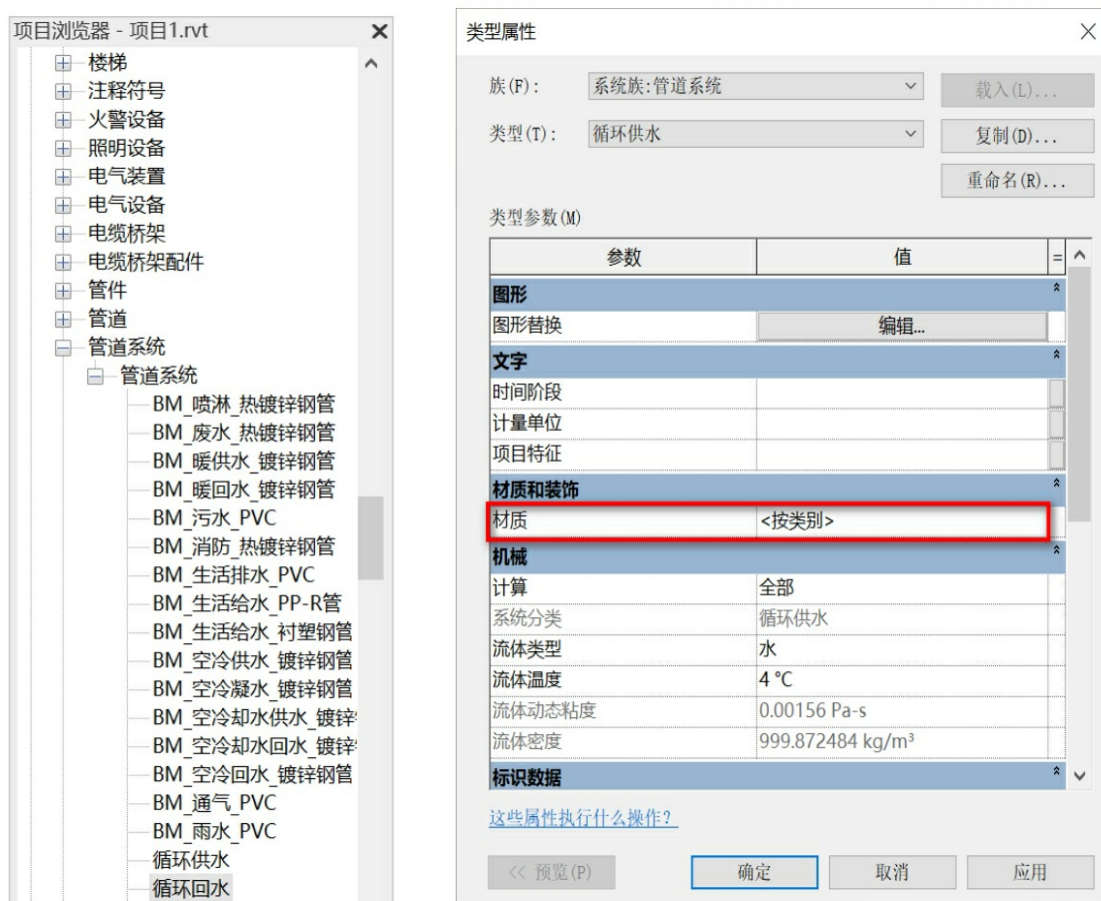 项目浏览器 - 项目1.rvt
楼梯
注释符号
火警设备
照明设备
电气装置
电气设备
电缆桥架
电缆桥架配件
管件
管道
管道系统
管道系统
BM_喷淋_热镀锌钢管
BM_废水_热镀锌钢管
BM_暖供水_镀锌钢管
BM_暖回水_镀锌钢管
BM_污水_PVC
BM_消防_热镀锌钢管
BM_生活排水_PVC
BM_生活给水_PP-R管
BM_生活给水_衬塑钢管
BM_空冷供水_镀锌钢管
BM_空冷凝水_镀锌钢管
BM_空冷却水供水_镀锌
BM_空冷却水回水_镀锌
BM_空冷回水_镀锌钢管
BM_通气_PVC
BM_雨水_PVC
循环供水
循环回水
类型属性
族(F): 系统族:管道系统 载入(L)...
类型(T): 循环供水 复制(D)...
重命名(R)...
类型参数(M)
参数 值 =
图形
图形替换 编辑...
文字
时间阶段
计量单位
项目特征
材质和装饰
材质 <按类别>
机械
计算 全部
系统分类 循环供水
流体类型 水
流体温度 4 °C
流体动态粘度 0.00156 Pa-s
流体密度 999.872484 kg/m³
标识数据
这些属性执行什么操作?
<< 预览(P) 确定 取消 应用